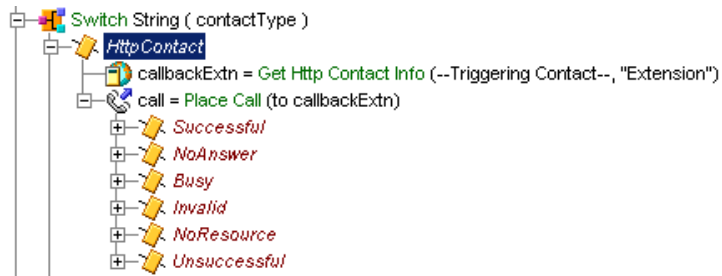 Switch String ( contactType )
HttpContact
callbackExtn = Get Http Contact Info (--Triggering Contact--, "Extension")
call = Place Call (to callbackExtn)
Successful
NoAnswer
Busy
Invalid
NoResource
Unsuccessful